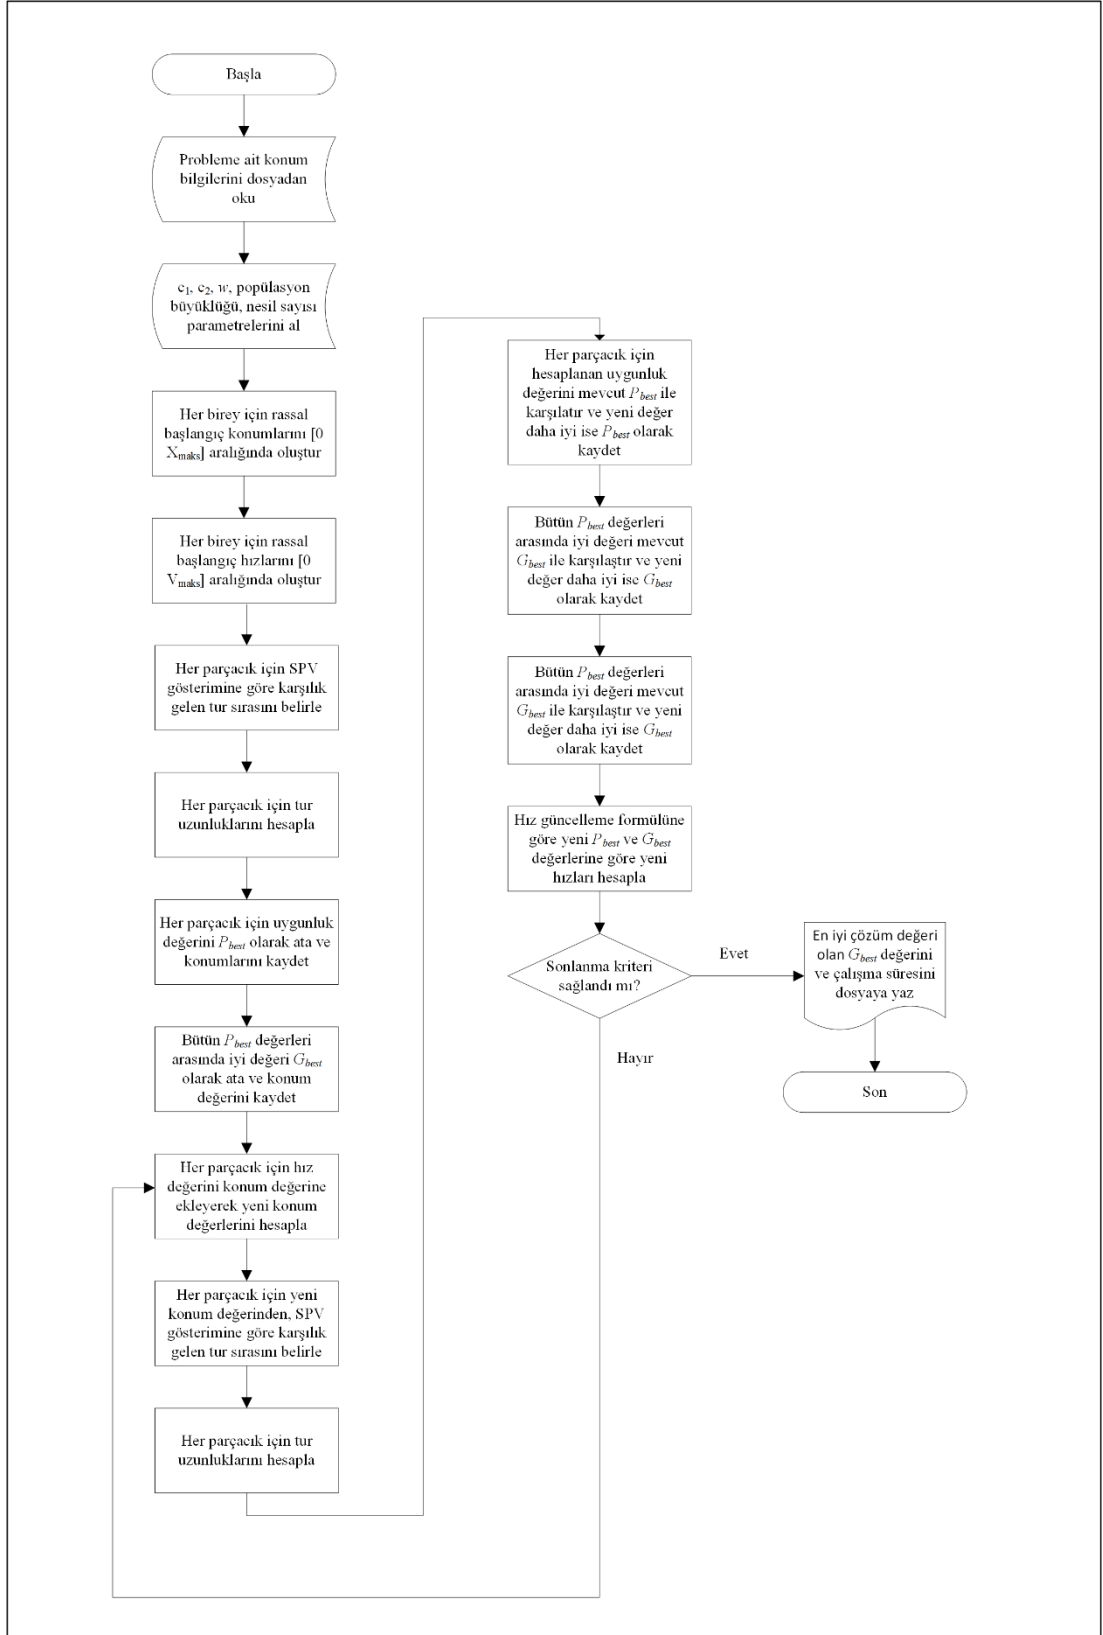 Başla
Probleme ait konum
bilgilerini dosyadan
oku
c₁, c₂, w, popülasyon
büyüklüğü, nesil sayısı
parametrelerini al
Her birey için rassal
başlangıç konumlarını [0
Xmaks] aralığında oluştur
Her birey için rassal
başlangıç hızlarını [0
Vmaks] aralığında oluştur
Her parçacık için SPV
gösterimine göre karşılık
gelen tur sırasını belirle
Her parçacık için tur
uzunluklarını hesapla
Her parçacık için uygunluk
değerini Pbest olarak ata ve
konumlarını kaydet
Bütün Pbest değerleri
arasında iyi değeri Gbest
olarak ata ve konum
değerini kaydet
Her parçacık için hız
değerini konum değerine
ekleyerek yeni konum
değerlerini hesapla
Her parçacık için yeni
konum değerinden, SPV
gösterimine göre karşılık
gelen tur sırasını belirle
Her parçacık için tur
uzunluklarını hesapla
Her parçacık için
hesaplanan uygunluk
değerini mevcut Pbest ile
karşılatır ve yeni değer
daha iyi ise Pbest olarak
kaydet
Bütün Pbest değerleri
arasında iyi değeri mevcut
Gbest ile karşılaştır ve yeni
değer daha iyi ise Gbest
olarak kaydet
Bütün Pbest değerleri
arasında iyi değeri mevcut
Gbest ile karşılaştır ve yeni
değer daha iyi ise Gbest
olarak kaydet
Hız güncelleme formülüne
göre yeni Pbest ve Gbest
değerlerine göre yeni
hızları hesapla
Sonlanma kriteri
sağlandı mı?
Evet
Hayır
En iyi çözüm değeri
olan Gbest değerini
ve çalışma süresini
dosyaya yaz
Son